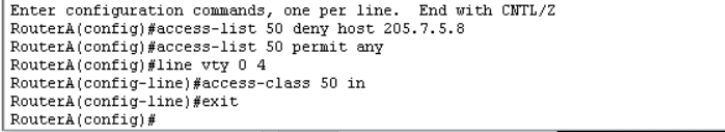 Enter configuration commands, one per line.  End with CNTL/Z
RouterA(config)#access-list 50 deny host 205.7.5.8
RouterA(config)#access-list 50 permit any
RouterA(config)#line vty 0 4
RouterA(config-line)#access-class 50 in
RouterA(config-line)#exit
RouterA(config)#